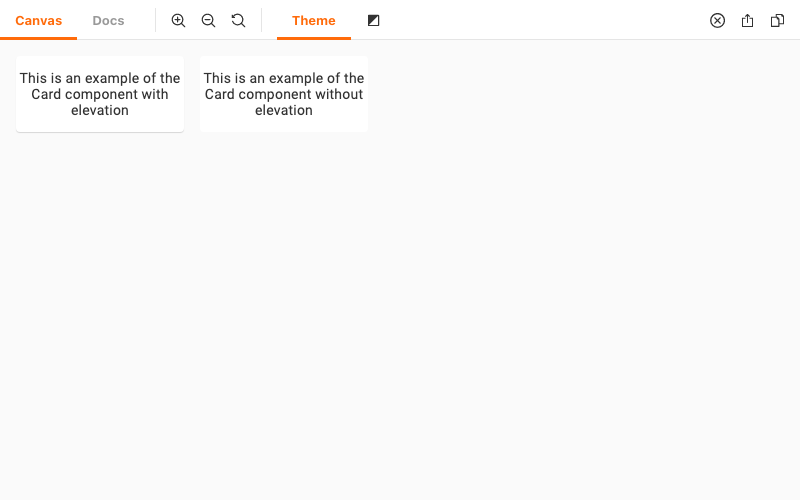 Canvas Docs Theme
This is an example of the
Card component with
elevation
This is an example of the
Card component without
elevation